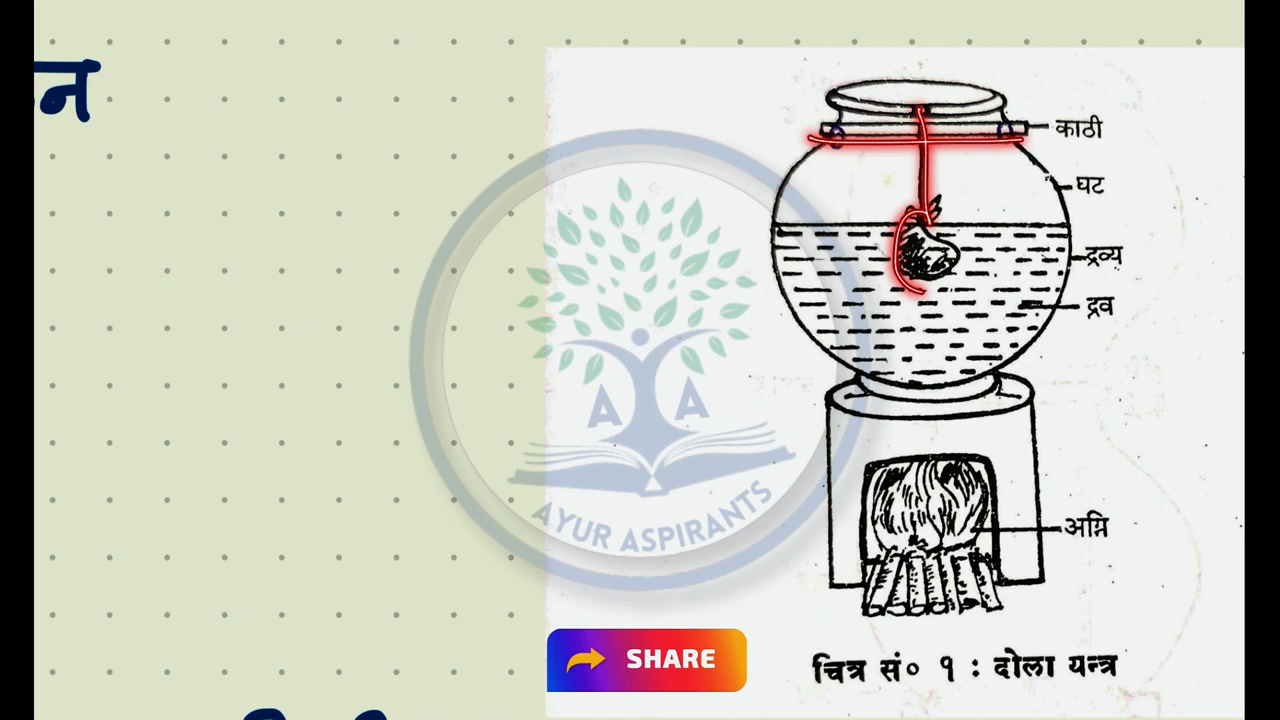 काठी
घट
द्रव्य
द्रव
अग्नि
AYUR ASPIRANTS
A A
SHARE
चित्र सं० १ : दोला यन्त्र